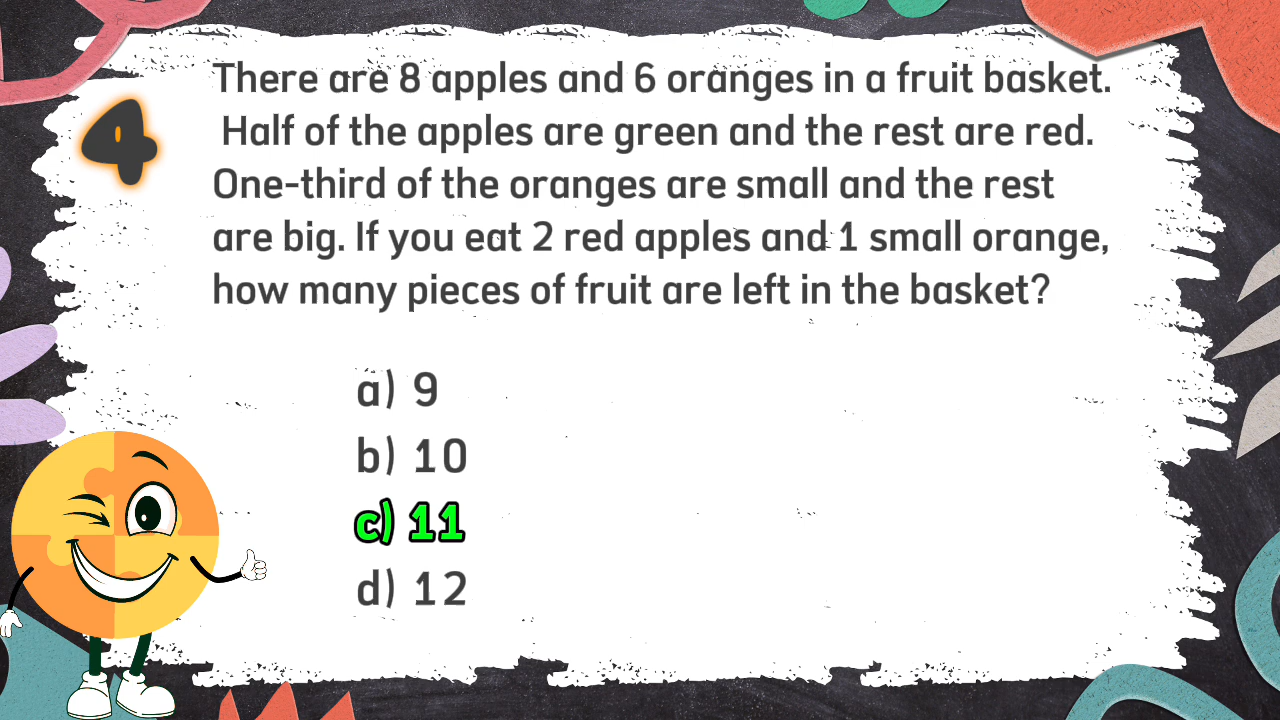 4
There are 8 apples and 6 oranges in a fruit basket.
Half of the apples are green and the rest are red.
One-third of the oranges are small and the rest
are big. If you eat 2 red apples and 1 small orange,
how many pieces of fruit are left in the basket?
a) 9
b) 10
c) 11
d) 12